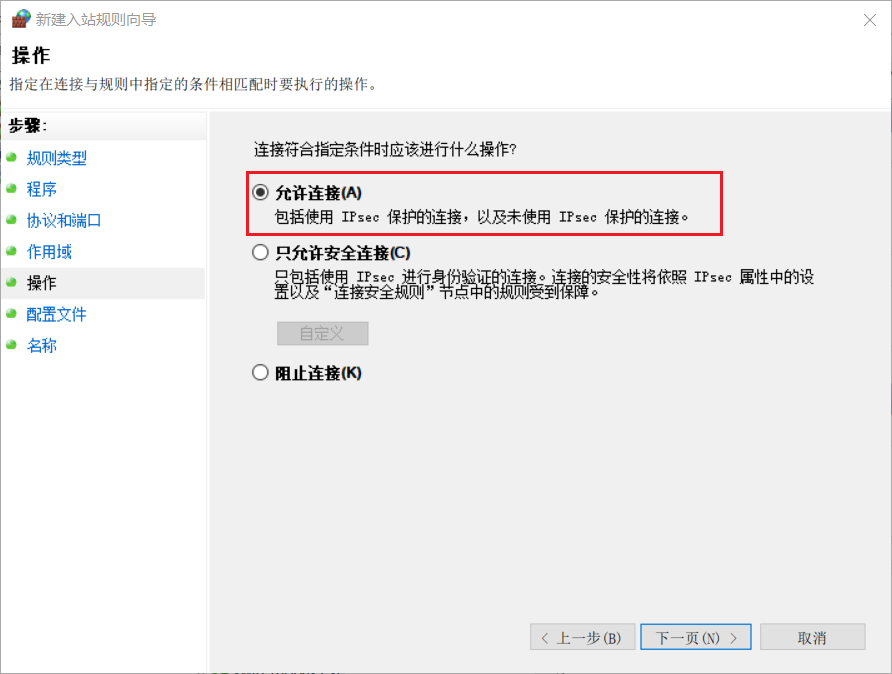 新建入站规则向导
操作
指定在连接与规则中指定的条件相匹配时要执行的操作。
步骤:
规则类型
程序
协议和端口
作用域
操作
配置文件
名称
连接符合指定条件时应该进行什么操作?
允许连接(A)
包括使用 IPsec 保护的连接，以及未使用 IPsec 保护的连接。
只允许安全连接(C)
只包括使用 IPsec 进行身份验证的连接。连接的安全性将依照 IPsec 属性中的设
置以及“连接安全规则”节点中的规则受到保障。
自定义
阻止连接(K)
< 上一步(B)
下一页(N) >
取消